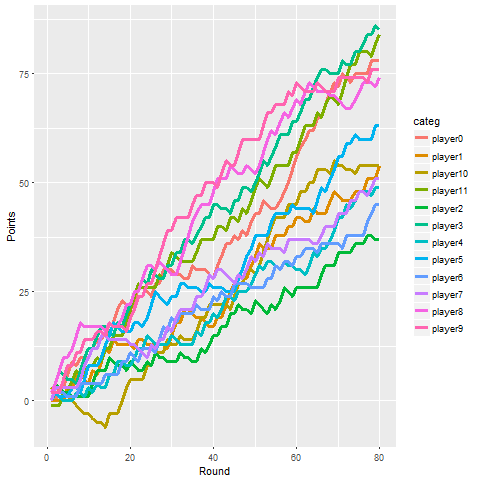 75
50
25
0
Points
0
20
40
60
80
Round
categ
player0
player1
player10
player11
player2
player3
player4
player5
player6
player7
player8
player9